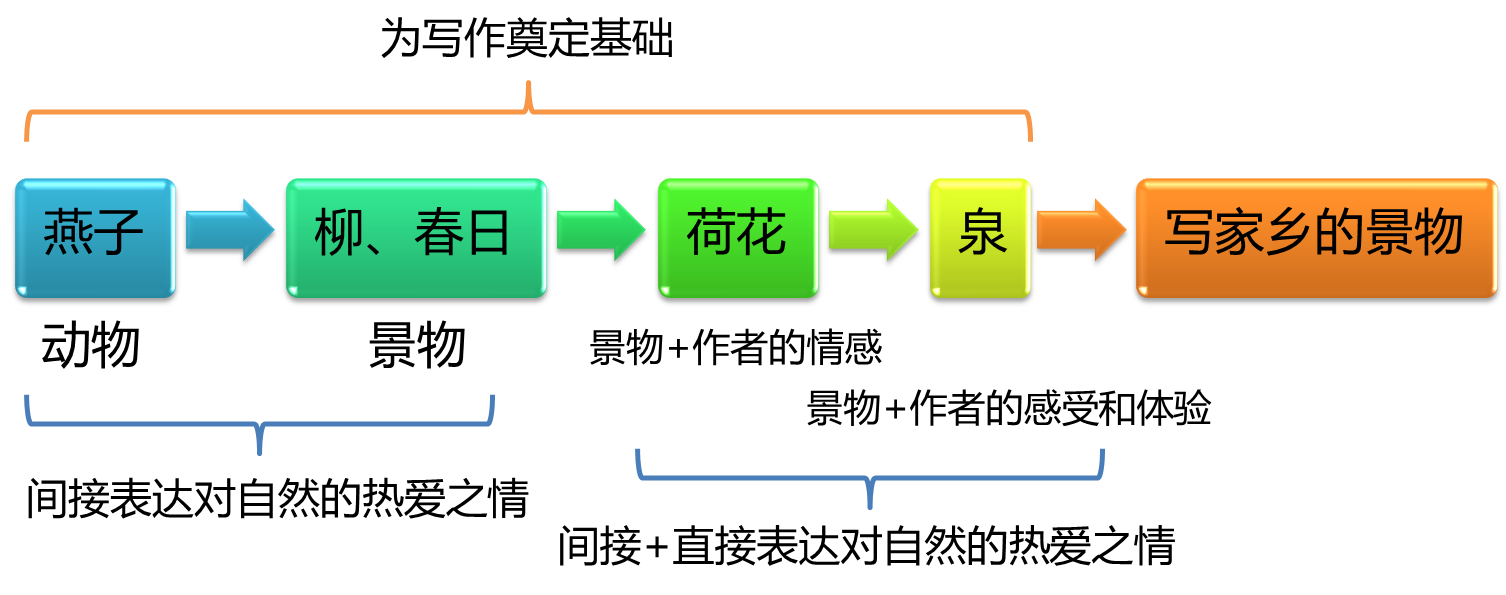 为写作奠定基础
燕子
柳、春日
荷花
泉
写家乡的景物
动物
景物
景物+作者的情感
景物+作者的感受和体验
间接表达对自然的热爱之情
间接+直接表达对自然的热爱之情